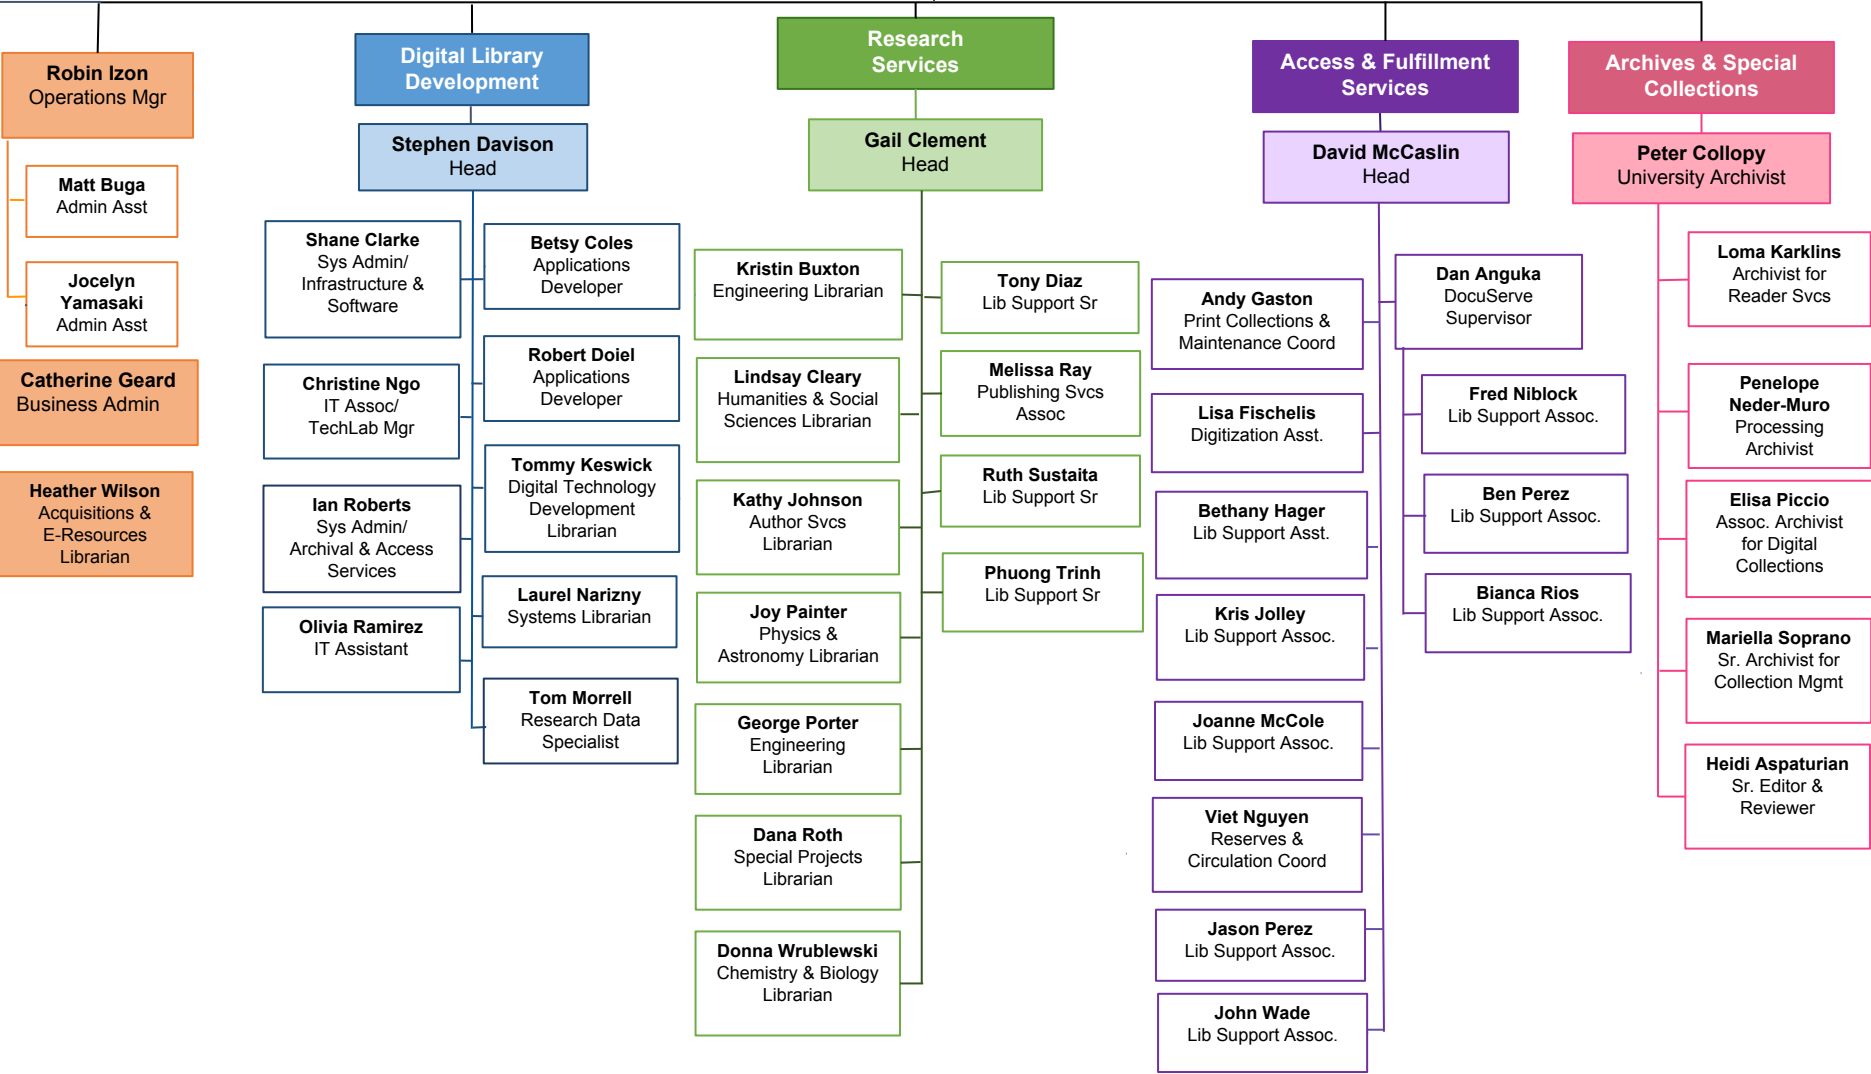 Robin Izon
Operations Mgr
Matt Buga
Admin Asst
Jocelyn
Yamasaki
Admin Asst
Catherine Geard
Business Admin
Heather Wilson
Acquisitions &
E-Resources
Librarian
Digital Library
Development
Stephen Davison
Head
Shane Clarke
Sys Admin/
Infrastructure &
Software
Christine Ngo
IT Assoc/
TechLab Mgr
Ian Roberts
Sys Admin/
Archival & Access
Services
Olivia Ramirez
IT Assistant
Betsy Coles
Applications
Developer
Robert Doiel
Applications
Developer
Tommy Keswick
Digital Technology
Development
Librarian
Laurel Narizny
Systems Librarian
Tom Morrell
Research Data
Specialist
Research
Services
Gail Clement
Head
Kristin Buxton
Engineering Librarian
Lindsay Cleary
Humanities & Social
Sciences Librarian
Kathy Johnson
Author Svcs
Librarian
Joy Painter
Physics &
Astronomy Librarian
George Porter
Engineering
Librarian
Dana Roth
Special Projects
Librarian
Donna Wrublewski
Chemistry & Biology
Librarian
Tony Diaz
Lib Support Sr
Melissa Ray
Publishing Svcs
Assoc
Ruth Sustaita
Lib Support Sr
Phuong Trinh
Lib Support Sr
Access & Fulfillment
Services
David McCaslin
Head
Andy Gaston
Print Collections &
Maintenance Coord
Lisa Fischelis
Digitization Asst.
Bethany Hager
Lib Support Asst.
Kris Jolley
Lib Support Assoc.
Joanne McCole
Lib Support Assoc.
Viet Nguyen
Reserves &
Circulation Coord
Jason Perez
Lib Support Assoc.
John Wade
Lib Support Assoc.
Dan Anguka
DocuServe
Supervisor
Fred Niblock
Lib Support Assoc.
Ben Perez
Lib Support Assoc.
Bianca Rios
Lib Support Assoc.
Archives & Special
Collections
Peter Collopy
University Archivist
Loma Karklins
Archivist for
Reader Svcs
Penelope
Neder-Muro
Processing
Archivist
Elisa Piccio
Assoc. Archivist
for Digital
Collections
Mariella Soprano
Sr. Archivist for
Collection Mgmt
Heidi Aspaturian
Sr. Editor &
Reviewer